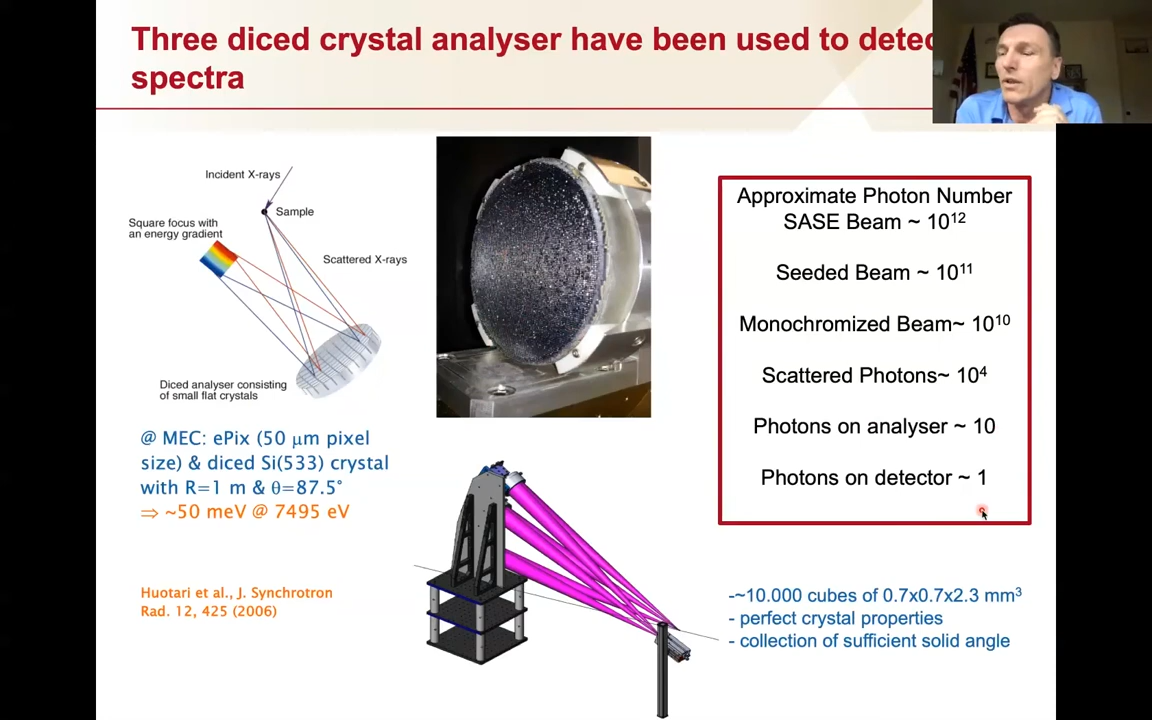 Three diced crystal analyser have been used to
spectra
Incident X-rays
Sample
Square focus with
an energy gradient
Scattered X-rays
Diced analyser consisting
of small flat crystals
@ MEC: ePix (50 μm pixel
size) & diced Si(533) crystal
with R=1 m & θ=87.5°
⇒ ~50 meV @ 7495 eV
Huotari et al., J. Synchrotron
Rad. 12, 425 (2006)
Approximate Photon Number
SASE Beam ~ 10¹²
Seeded Beam ~ 10¹¹
Monochromized Beam~ 10¹⁰
Scattered Photons~ 10⁴
Photons on analyser ~ 10
Photons on detector ~ 1
-~10.000 cubes of 0.7x0.7x2.3 mm³
- perfect crystal properties
- collection of sufficient solid angle